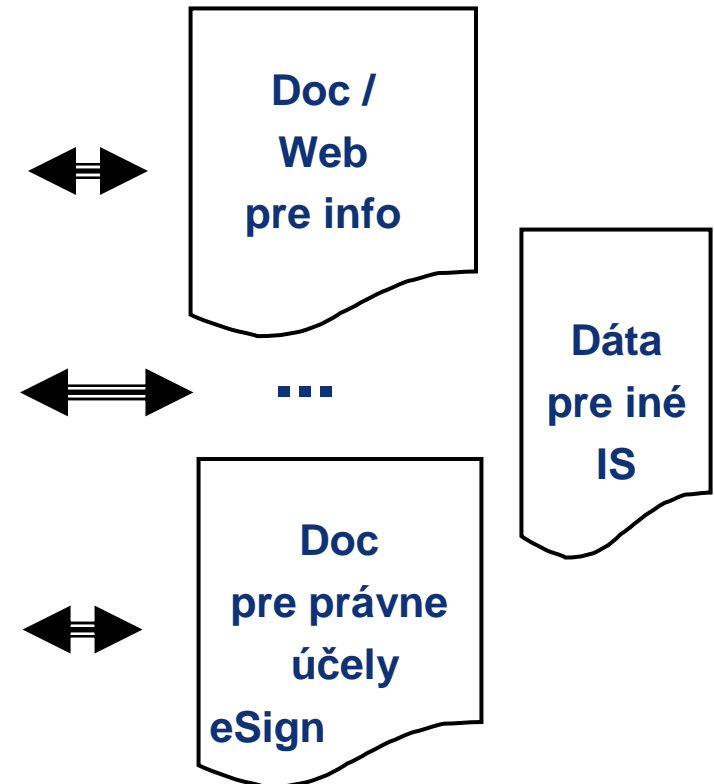 Doc /
Web
pre info
Dáta
pre iné
IS
...
Doc
pre právne
účely
eSign